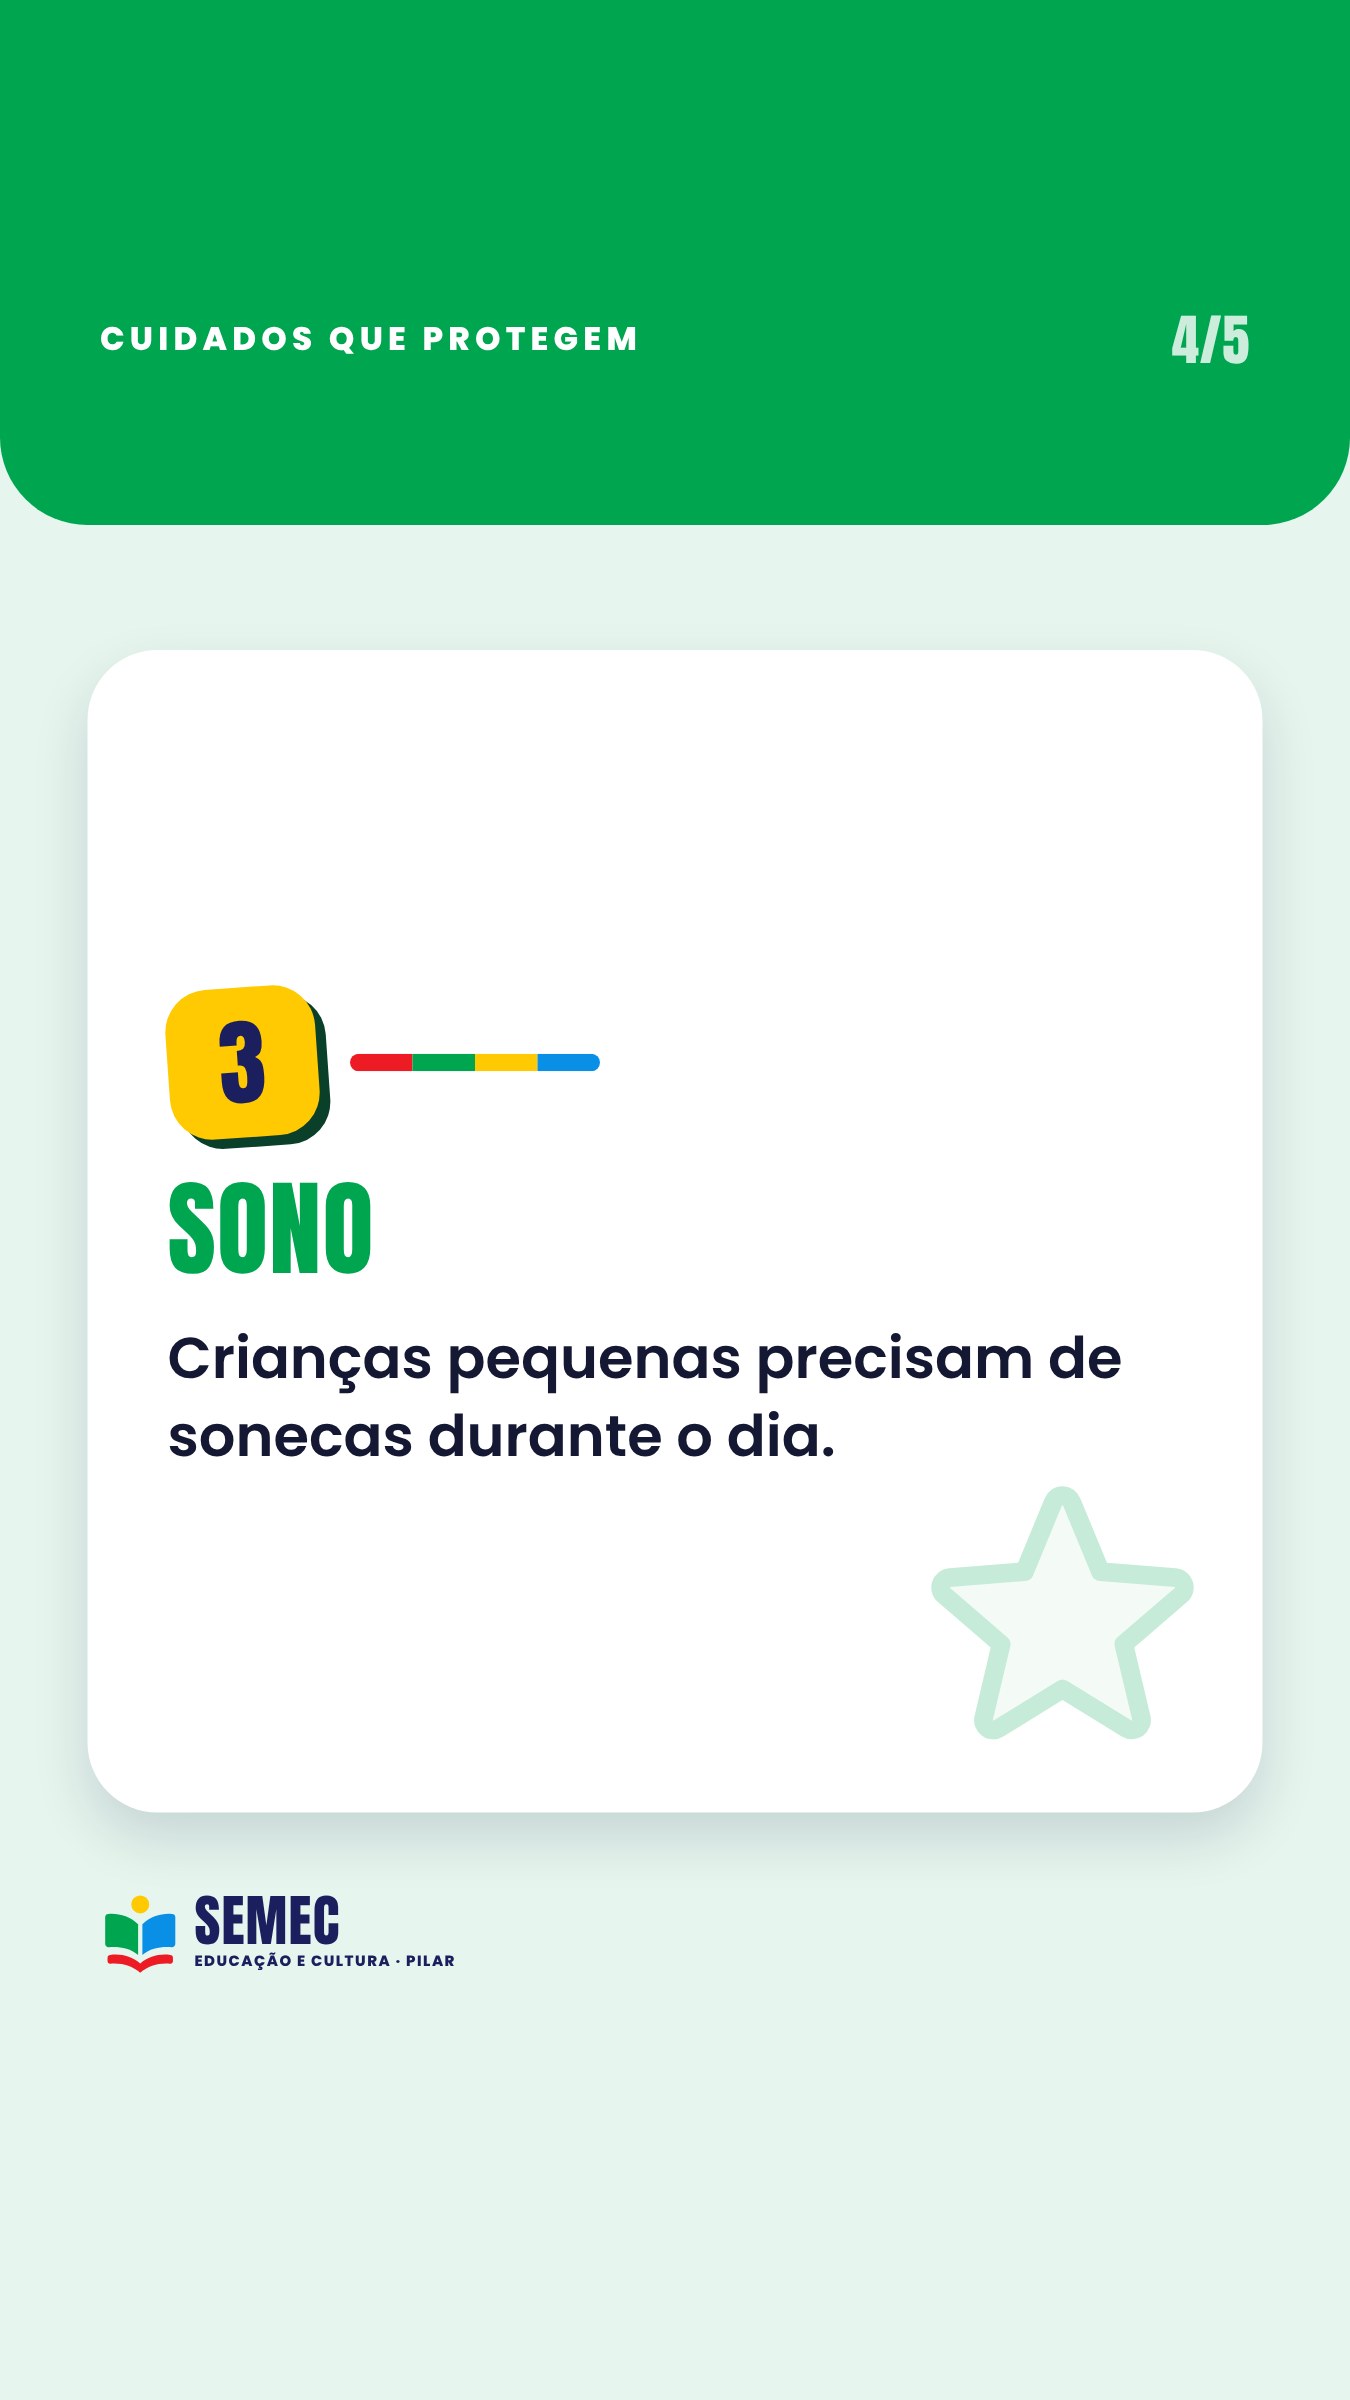 CUIDADOS QUE PROTEGEM
4/5
3
SONO
Crianças pequenas precisam de
sonecas durante o dia.
SEMEC
EDUCAÇÃO E CULTURA · PILAR